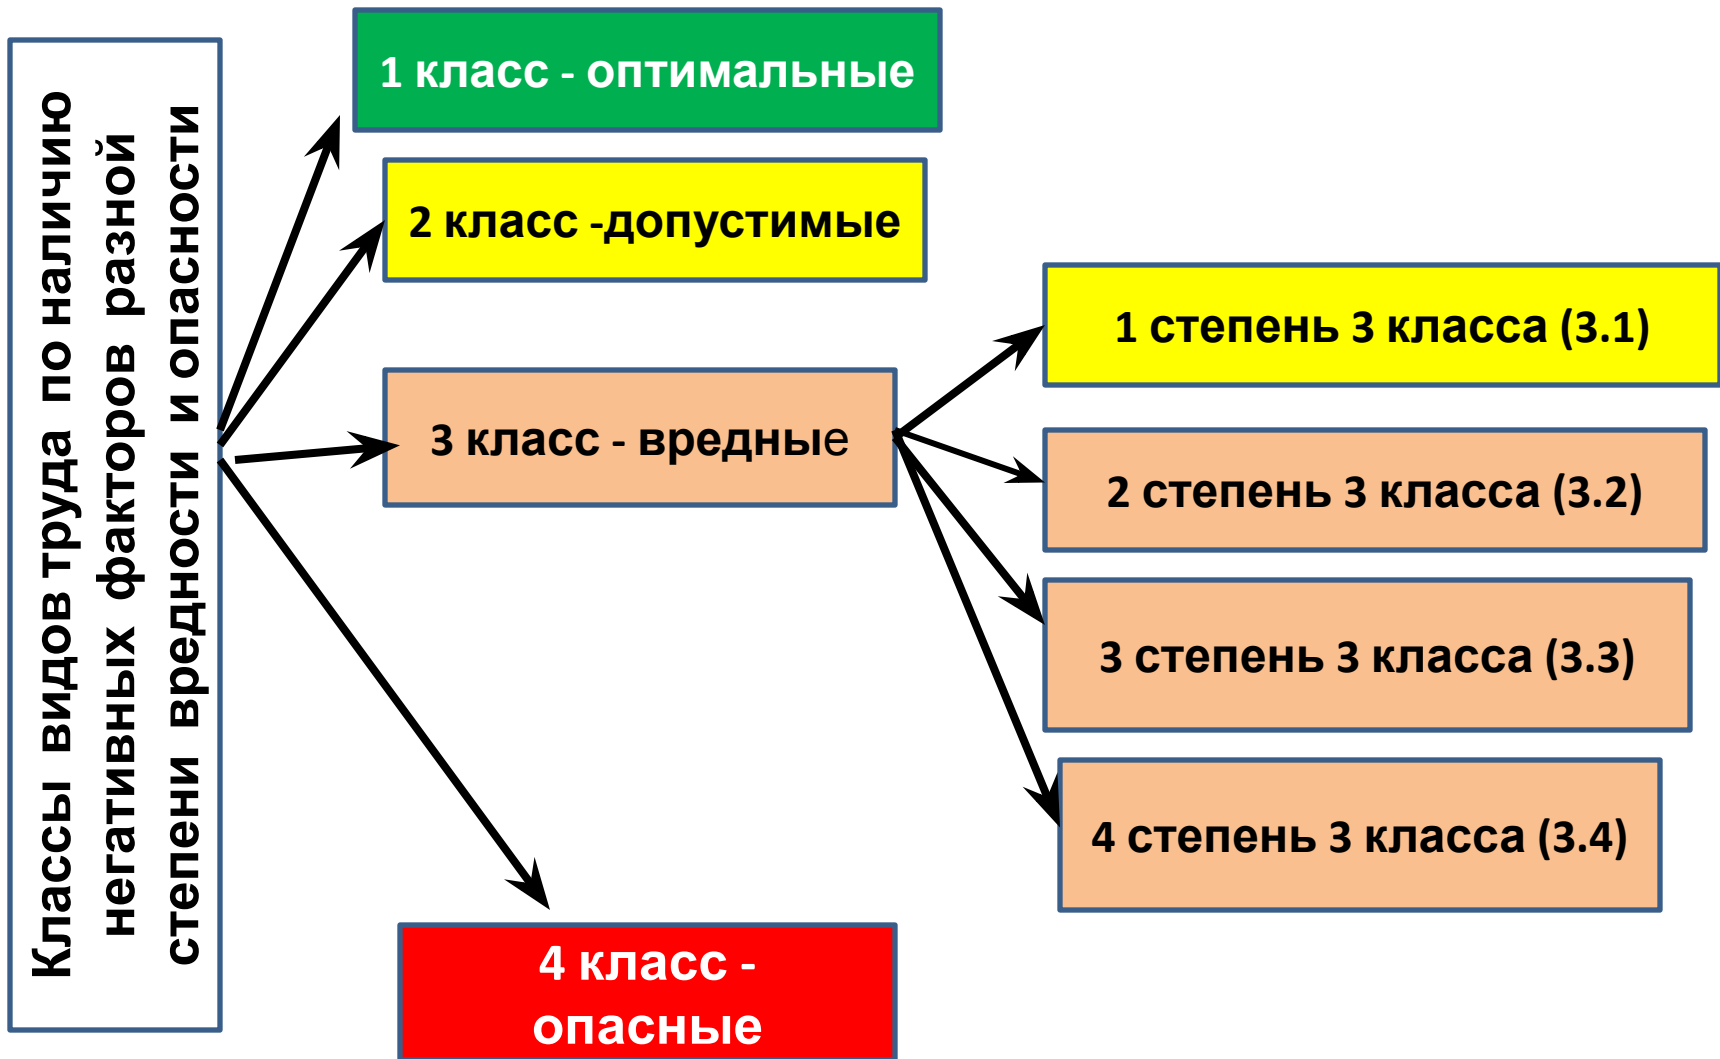 Классы видов труда по наличию
негативных факторов разной
степени вредности и опасности
1 класс - оптимальные
2 класс -допустимые
3 класс - вредные
1 степень 3 класса (3.1)
2 степень 3 класса (3.2)
3 степень 3 класса (3.3)
4 степень 3 класса (3.4)
4 класс -
опасные